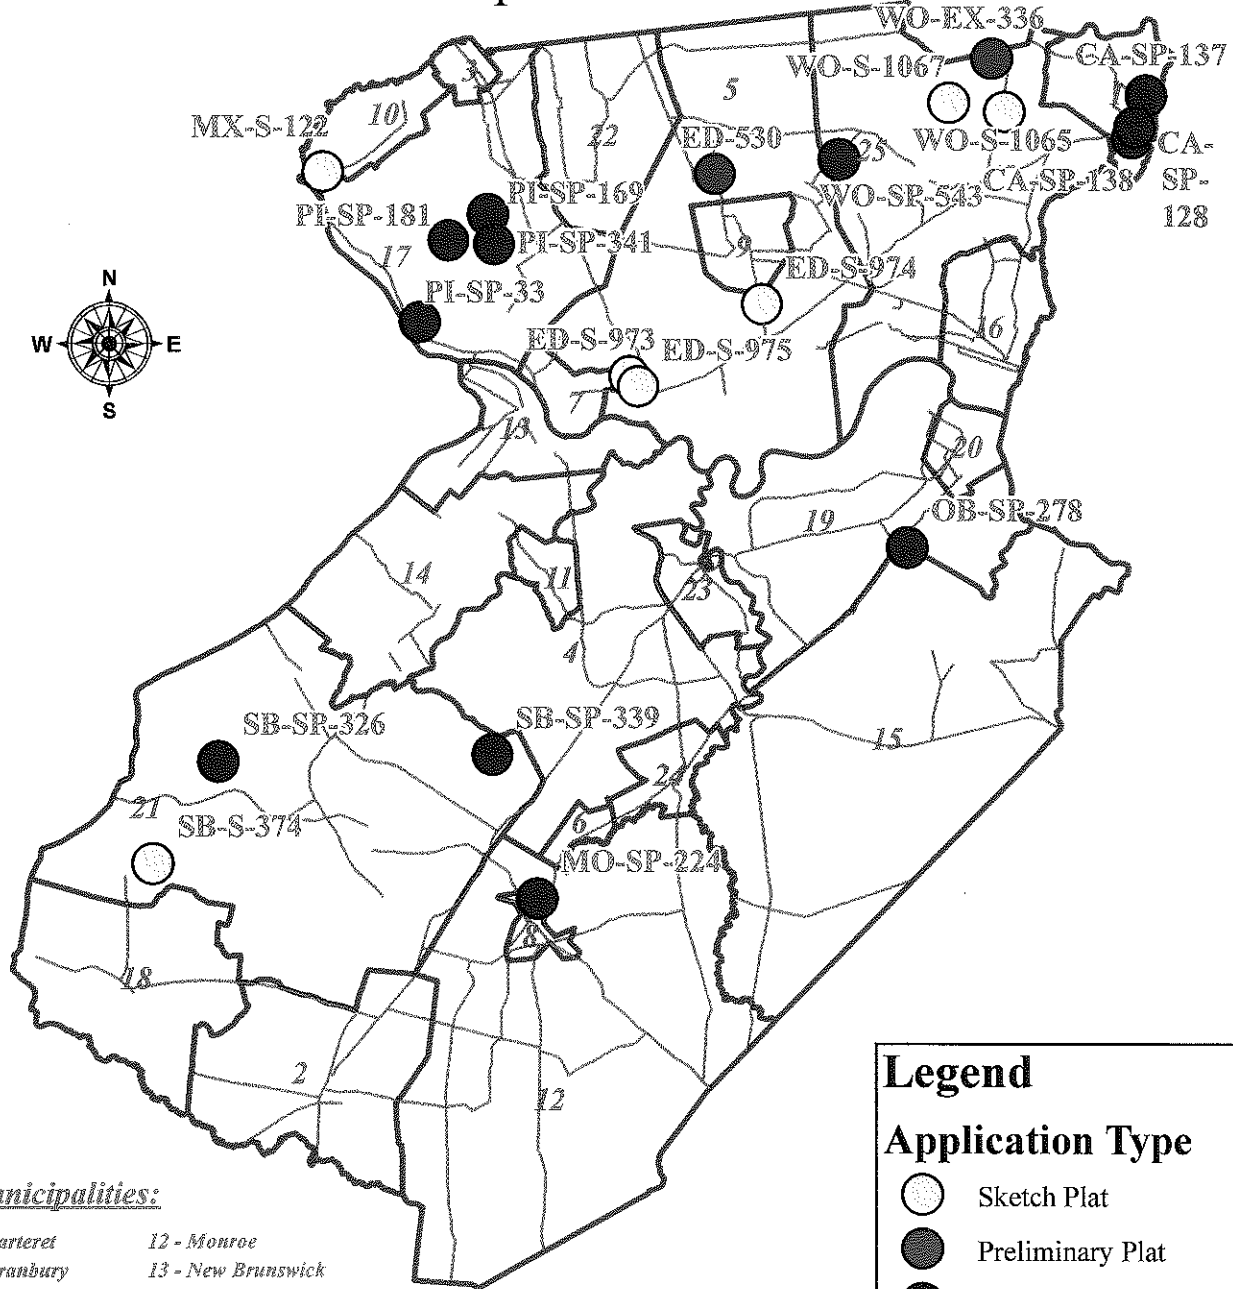 WO-EX-336
CA-SP-137
WO-S-1067
3
5
10
MX-S-122
22
ED-530
25
WO-S-1065
CA-
SP-
128
CA-SP-138
WO-SP-543
PI-SP-169
PI-SP-181
PI-SP-341
17
9
ED-S-974
N
W
E
S
PI-SP-33
16
ED-S-973
ED-S-975
7
13
20
19
OB-SP-278
14
11
23
4
SB-SP-326
SB-SP-339
15
24
21
SB-S-374
6
MO-SP-224
8
18
2
12
Legend
Application Type
Sketch Plat
Preliminary Plat
12 - Monroe
13 - New Brunswick